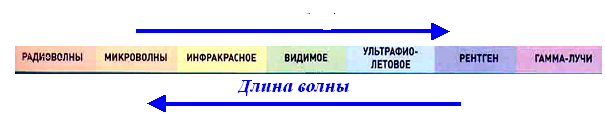 РАДИОВОЛНЫ МИКРОВОЛНЫ ИНФРАКРАСНОЕ ВИДИМОЕ УЛЬТРАФИО-
ЛЕТОВОЕ РЕНТГЕН ГАММА-ЛУЧИ
Длина волны